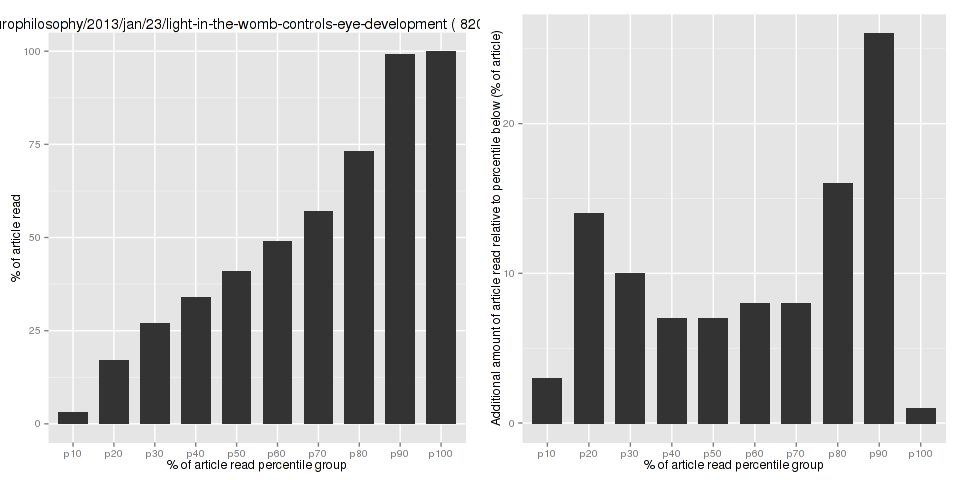 urophilosophy/2013/jan/23/light-in-the-womb-controls-eye-development ( 820
100
75
50
25
0
% of article read
p10 p20 p30 p40 p50 p60 p70 p80 p90 p100
% of article read percentile group
20
10
0
Additional amount of article read relative to percentile below (% of article)
p10 p20 p30 p40 p50 p60 p70 p80 p90 p100
% of article read percentile group